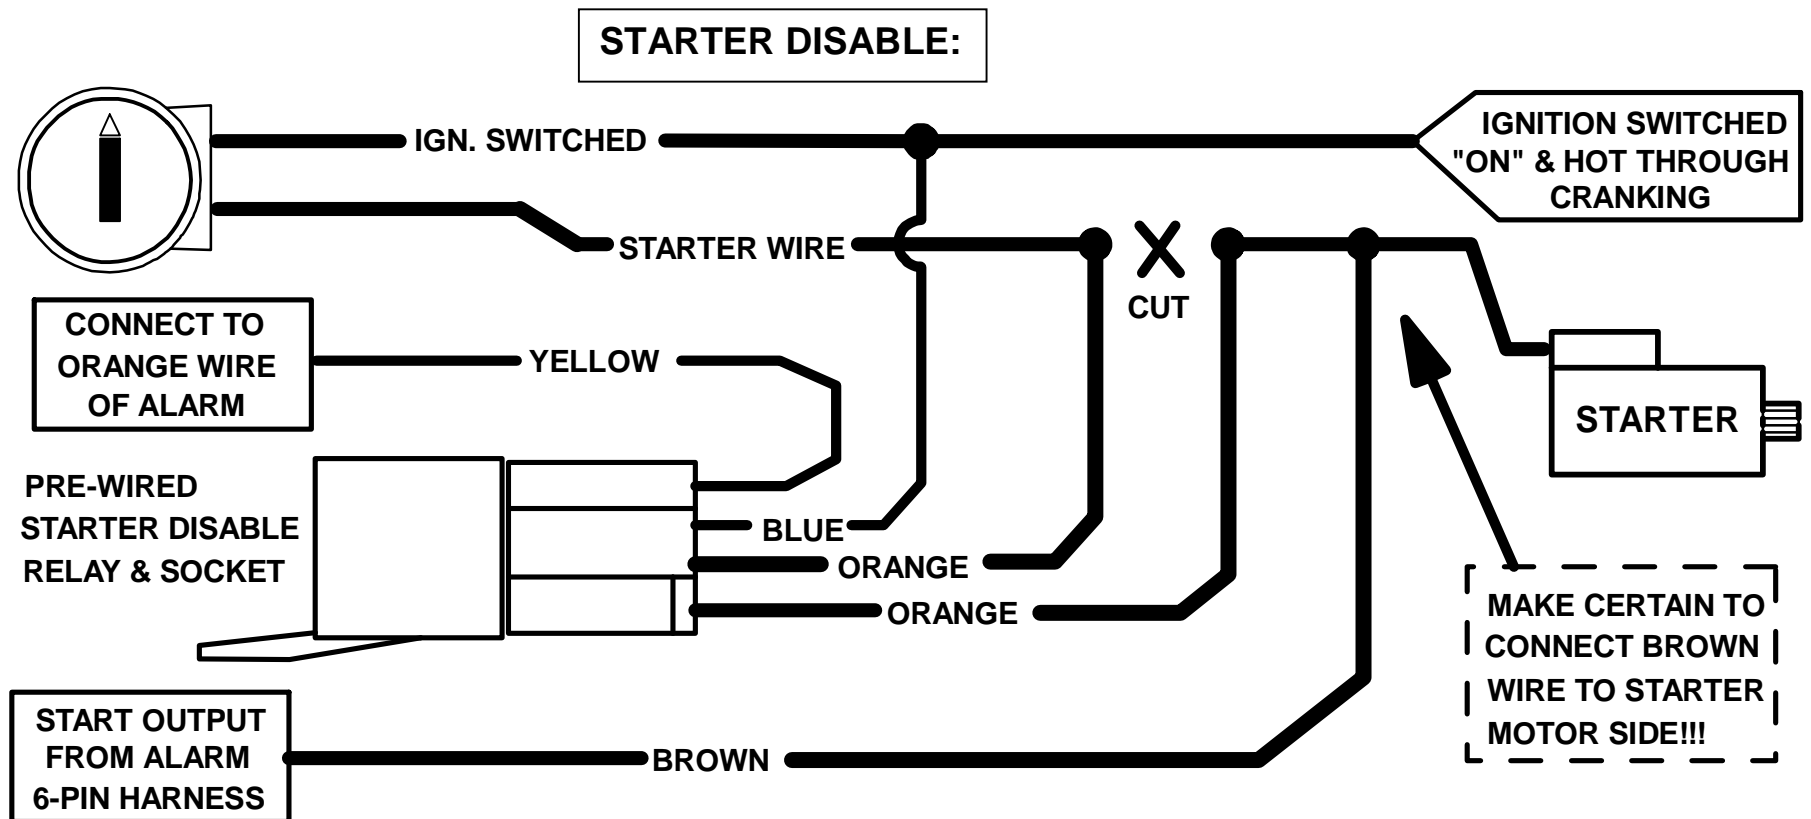 STARTER DISABLE:
IGN. SWITCHED
IGNITION SWITCHED
"ON" & HOT THROUGH
CRANKING
STARTER WIRE
CUT
CONNECT TO
ORANGE WIRE
OF ALARM
YELLOW
STARTER
PRE-WIRED
STARTER DISABLE
RELAY & SOCKET
BLUE
ORANGE
ORANGE
MAKE CERTAIN TO
CONNECT BROWN
WIRE TO STARTER
MOTOR SIDE!!!
START OUTPUT
FROM ALARM
6-PIN HARNESS
BROWN